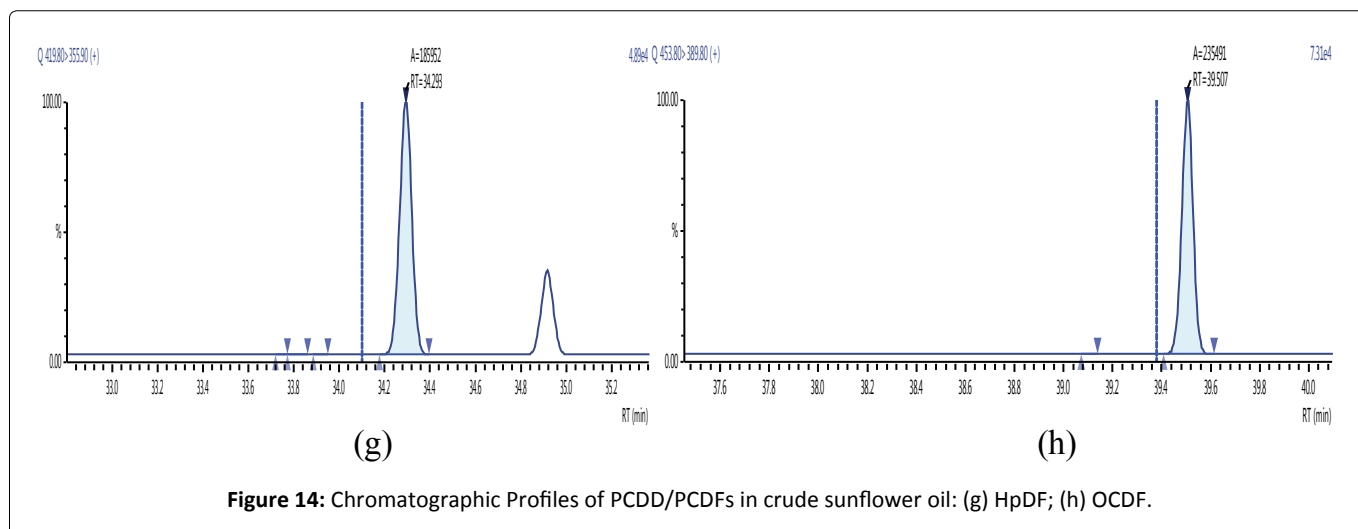 Q 419.80>355.90 (+)
A=185952
4.89e4
RT=34.293
100.00
%
0.00
33.0 33.2 33.4 33.6 33.8 34.0 34.2 34.4 34.6 34.8 35.0 35.2
RT (min)
(g)
Q 453.80>389.80 (+)
A=235491
7.31e4
RT=39.507
100.00
%
0.00
37.6 37.8 38.0 38.2 38.4 38.6 38.8 39.0 39.2 39.4 39.6 39.8 40.0
RT (min)
(h)
Figure 14: Chromatographic Profiles of PCDD/PCDFs in crude sunflower oil: (g) HpDF; (h) OCDF.